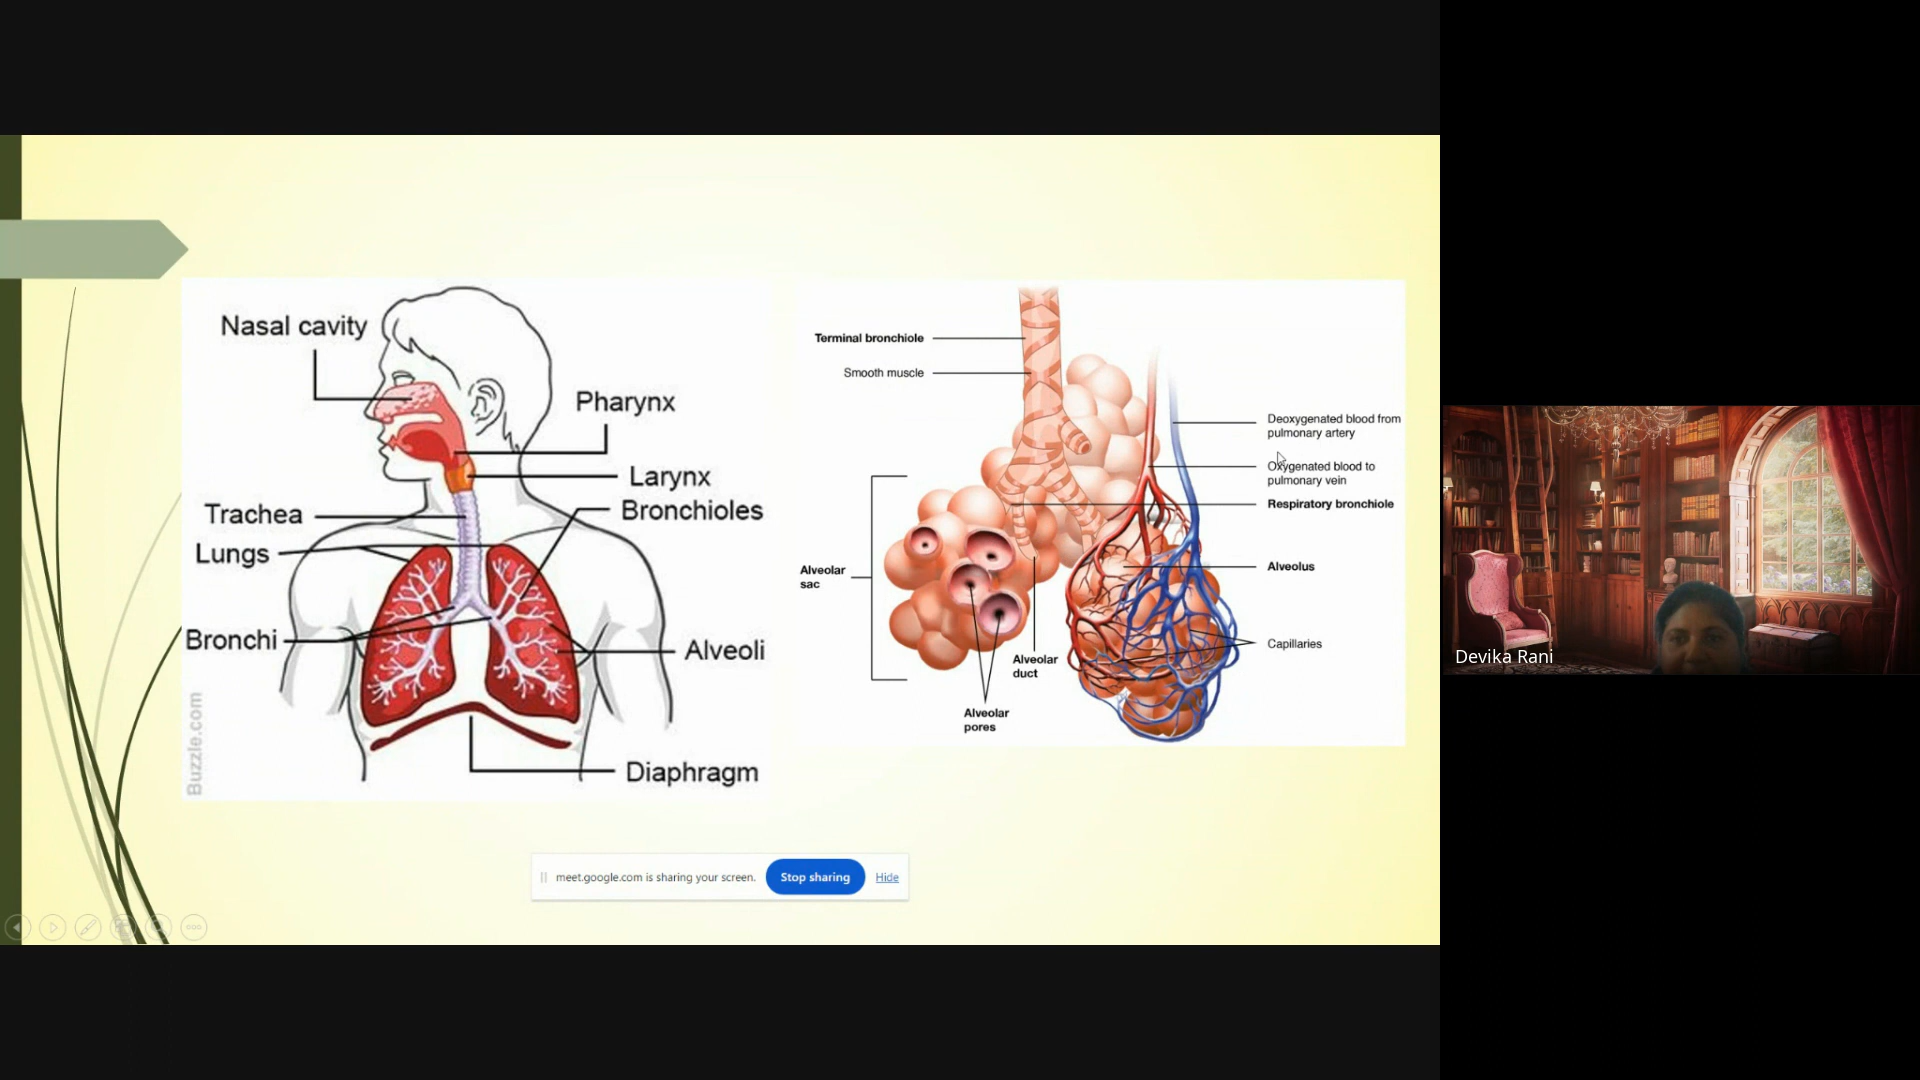 Nasal cavity
Pharynx
Larynx
Trachea
Bronchioles
Lungs
Bronchi
Alveoli
Diaphragm
Buzzle.com
Terminal bronchiole
Smooth muscle
Deoxygenated blood from
pulmonary artery
Oxygenated blood to
pulmonary vein
Respiratory bronchiole
Alveolar
sac
Alveolus
Capillaries
Alveolar
duct
Alveolar
pores
meet.google.com is sharing your screen.
Stop sharing
Hide
Devika Rani